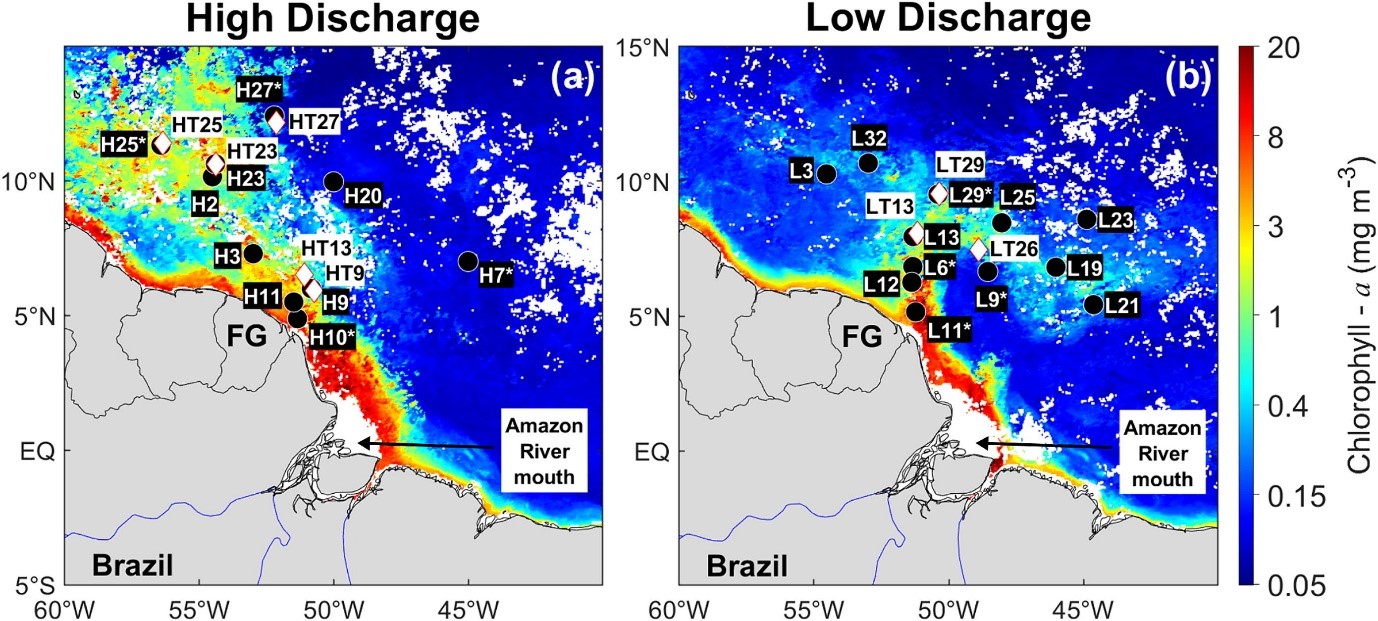 High Discharge
(a)
H27*
HT27
HT25
H25*
HT23
H23
H2
H20
H3
HT13
HT9
H7*
H11
H9
H10*
FG
Amazon
River
mouth
Brazil
10°N
5°N
EQ
5°S
60°W
55°W
50°W
45°W
Low Discharge
(b)
L32
L3
LT29
L29*
L25
LT13
L23
L13
LT26
L6*
L19
L12
L9*
L21
L11*
FG
Amazon
River
mouth
Brazil
15°N
10°N
5°N
EQ
60°W
55°W
50°W
45°W
20
8
3
1
0.4
0.15
0.05
Chlorophyll - a (mg m-3)